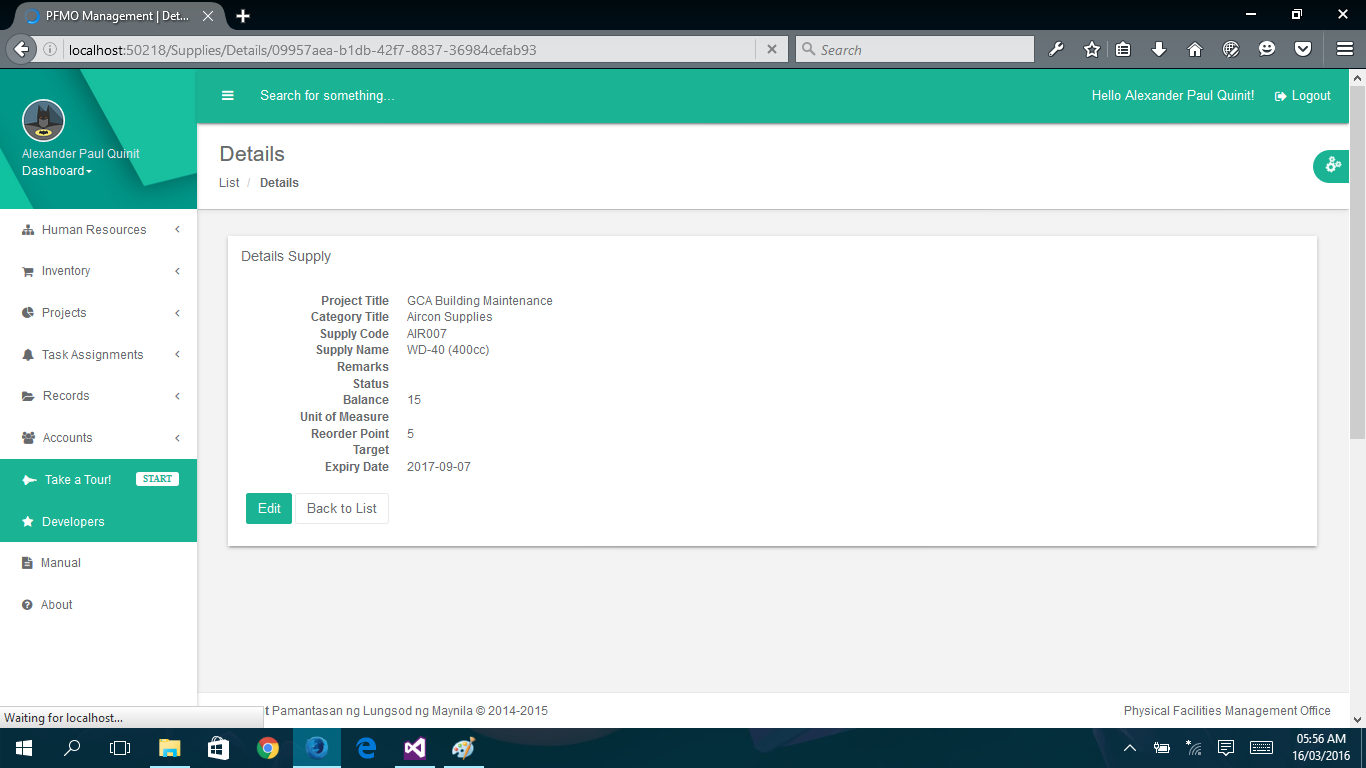 PFMO Management | Det...
localhost:50218/Supplies/Details/09957aea-b1db-42f7-8837-36984cefab93
Search
Search for something...
Hello Alexander Paul Quinit!
Logout
Alexander Paul Quinit
Dashboard
Details
List / Details
Human Resources
Inventory
Projects
Task Assignments
Records
Accounts
Take a Tour! START
Developers
Manual
About
Details Supply
Project Title GCA Building Maintenance
Category Title Aircon Supplies
Supply Code AIR007
Supply Name WD-40 (400cc)
Remarks
Status
Balance 15
Unit of Measure
Reorder Point 5
Target
Expiry Date 2017-09-07
Edit Back to List
Waiting for localhost...
t Pamantasan ng Lungsod ng Maynila © 2014-2015
Physical Facilities Management Office
05:56 AM
16/03/2016